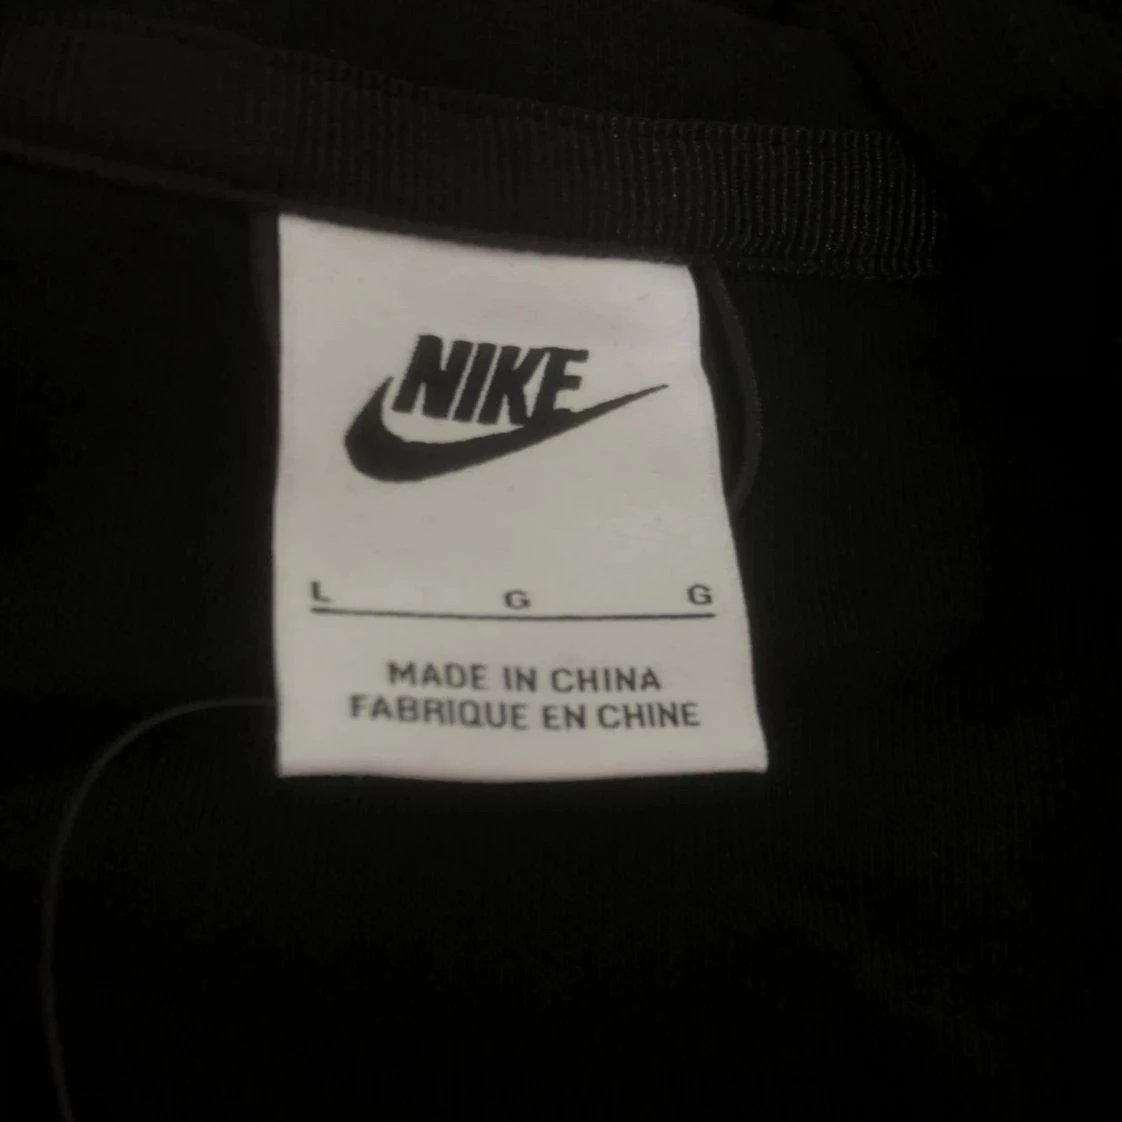 NIKE
L G G
MADE IN CHINA
FABRIQUE EN CHINE